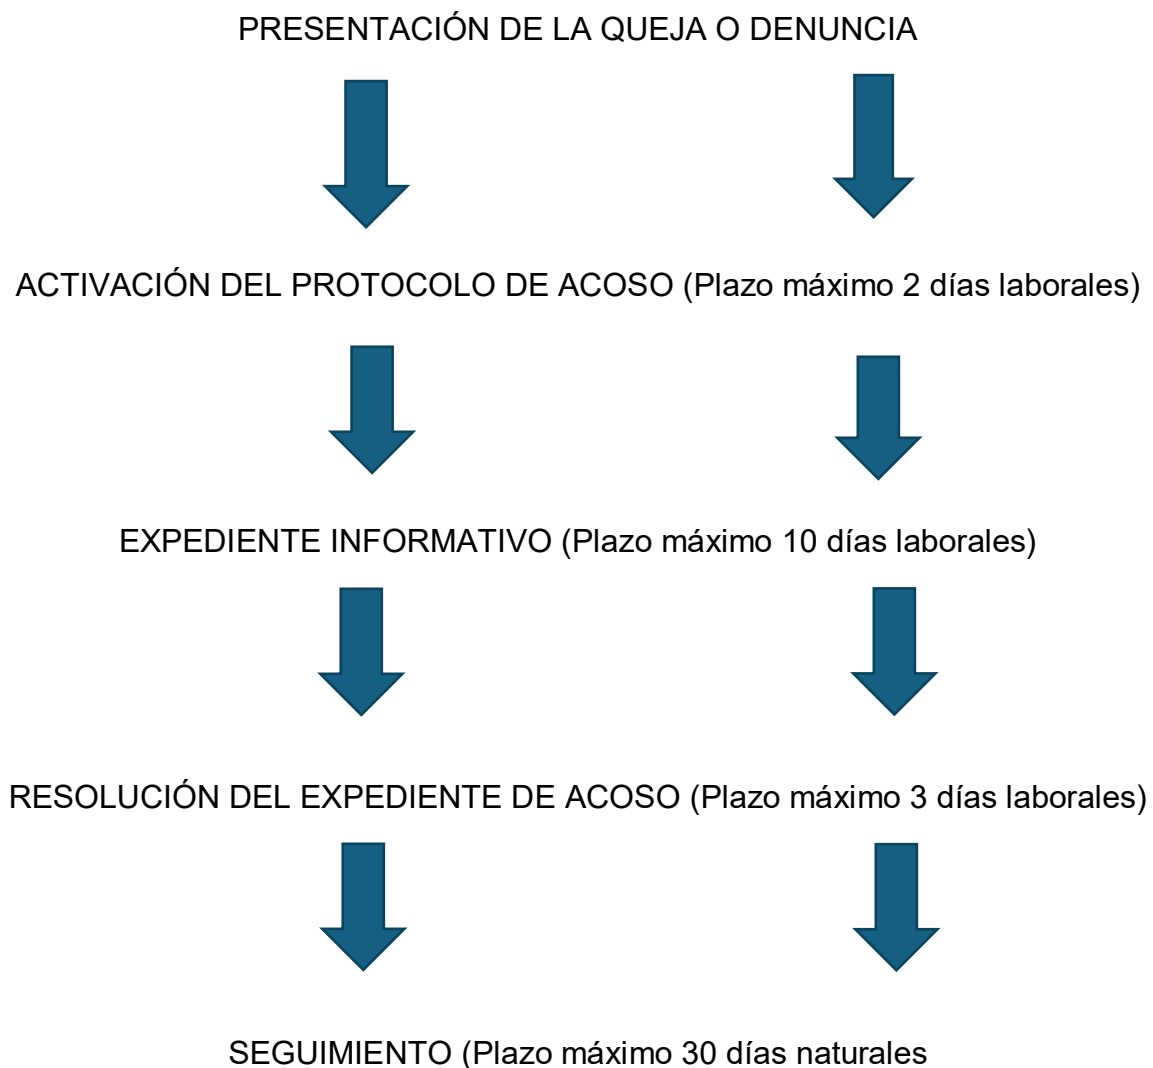 PRESENTACIÓN DE LA QUEJA O DENUNCIA
ACTIVACIÓN DEL PROTOCOLO DE ACOSO (Plazo máximo 2 días laborales)
EXPEDIENTE INFORMATIVO (Plazo máximo 10 días laborales)
RESOLUCIÓN DEL EXPEDIENTE DE ACOSO (Plazo máximo 3 días laborales)
SEGUIMIENTO (Plazo máximo 30 días naturales